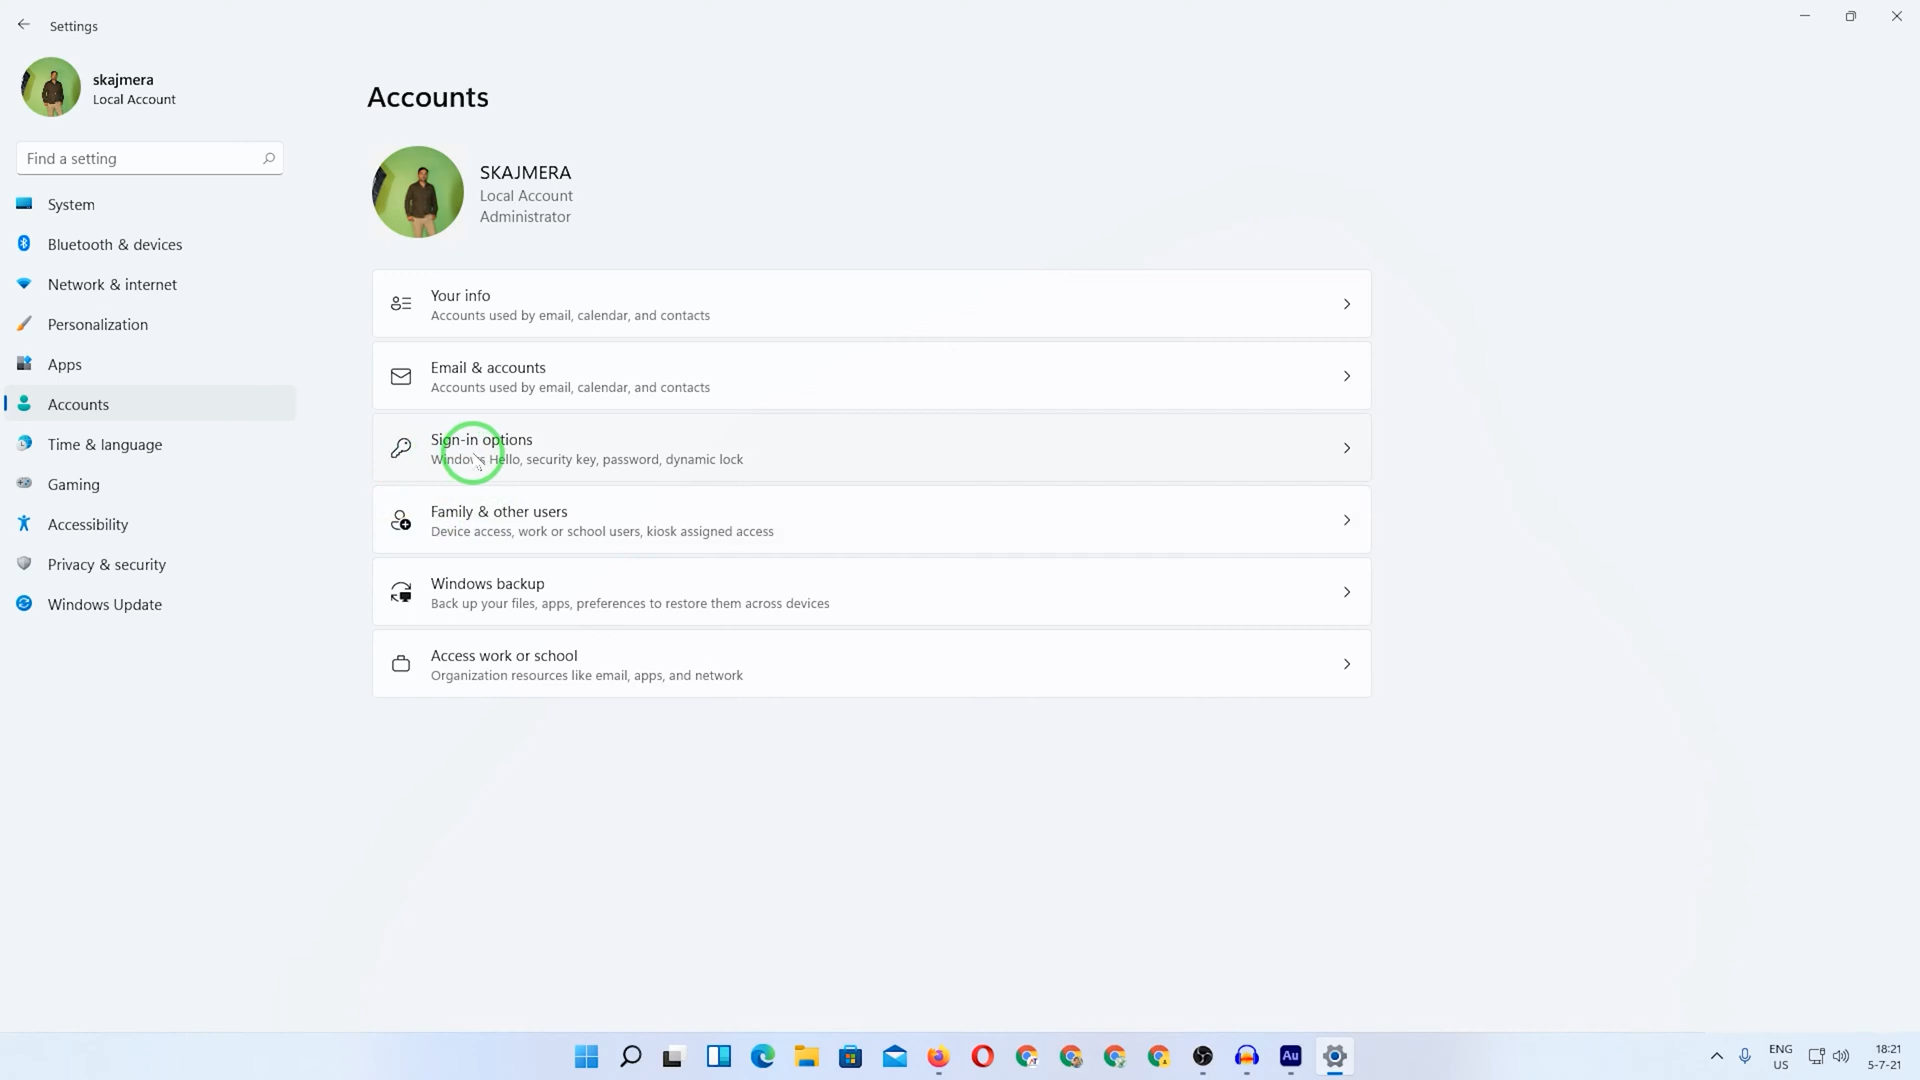 Settings
skajmera
Local Account
Find a setting
System
Bluetooth & devices
Network & internet
Personalization
Apps
Accounts
Time & language
Gaming
Accessibility
Privacy & security
Windows Update
Accounts
SKAJMERA
Local Account
Administrator
Your info
Accounts used by email, calendar, and contacts
Email & accounts
Accounts used by email, calendar, and contacts
Sign-in options
Windows Hello, security key, password, dynamic lock
Family & other users
Device access, work or school users, kiosk assigned access
Windows backup
Back up your files, apps, preferences to restore them across devices
Access work or school
Organization resources like email, apps, and network
Au
ENG
US
18:21
5-7-21